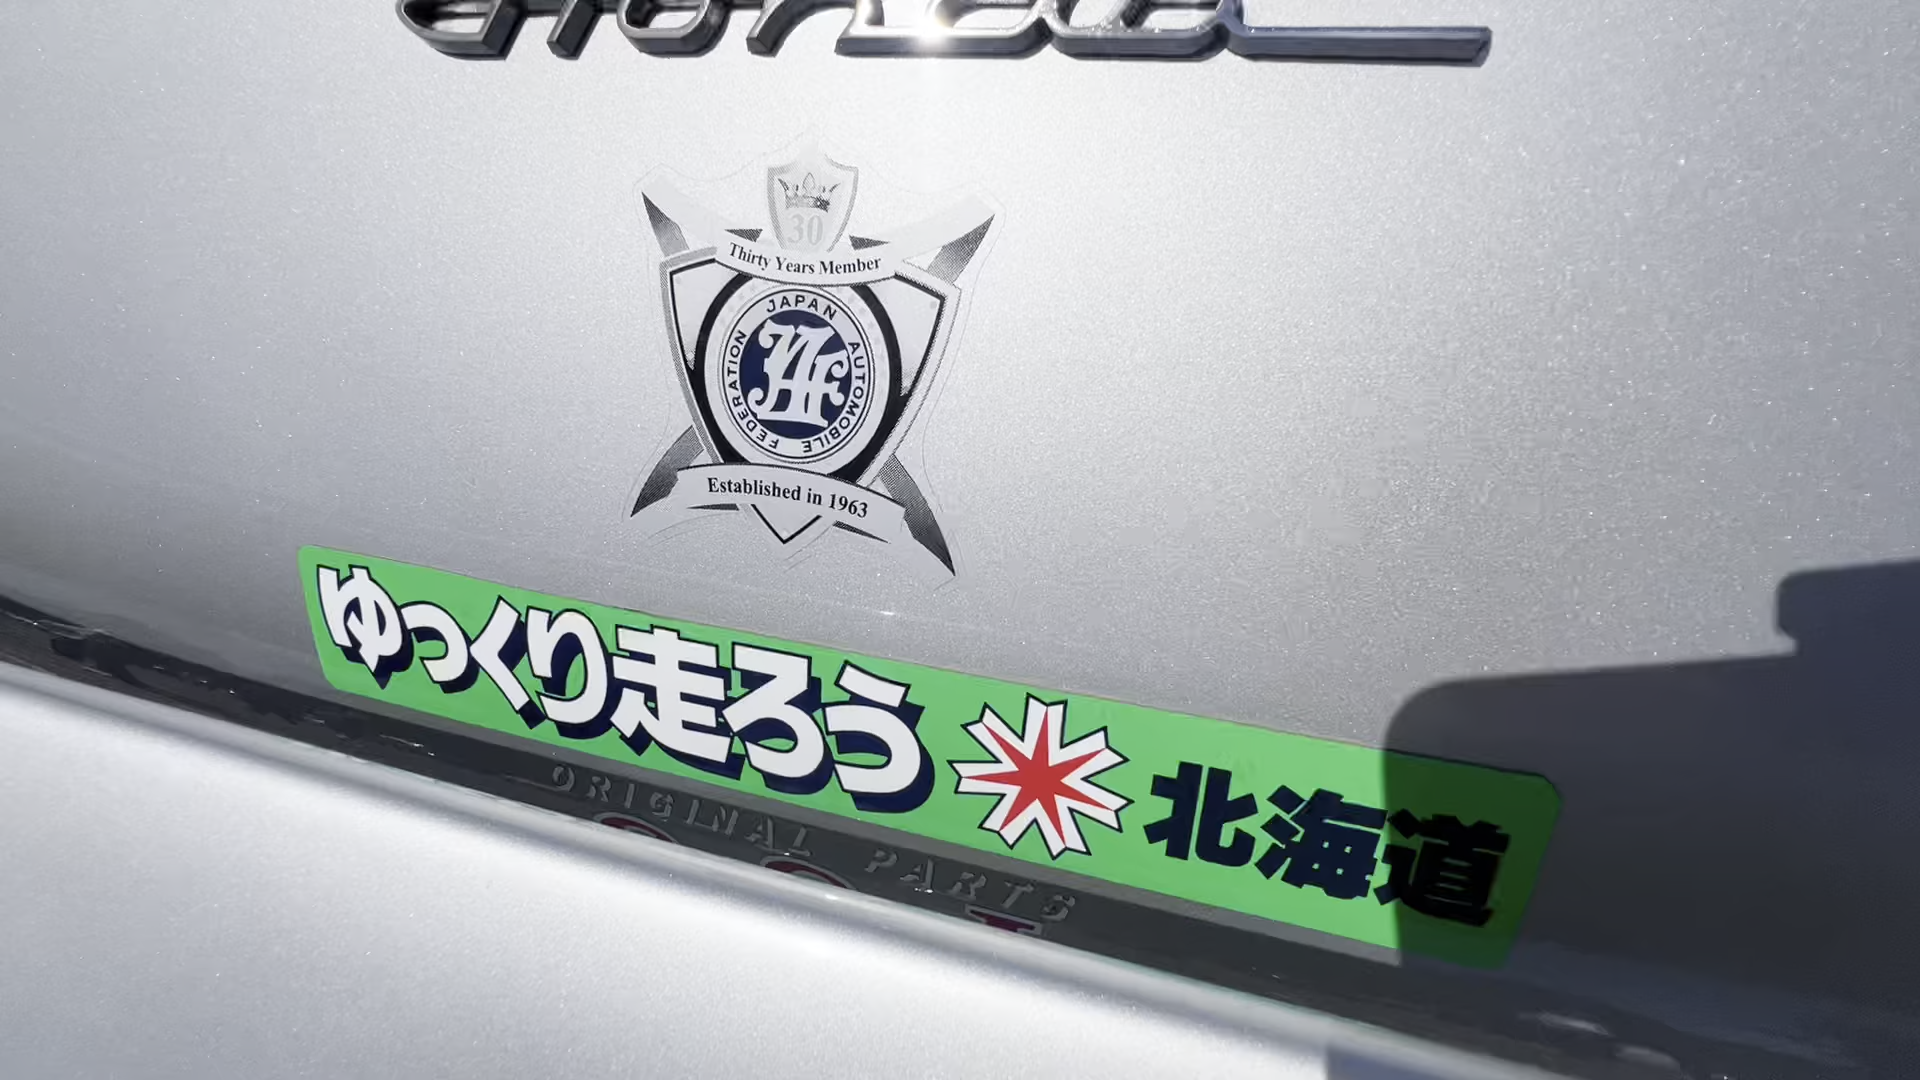 30
Thirty Years Member
JAPAN AUTOMOBILE FEDERATION
JAF
Established in 1963
ゆっくり走ろう 北海道
ORIGINAL PARTS